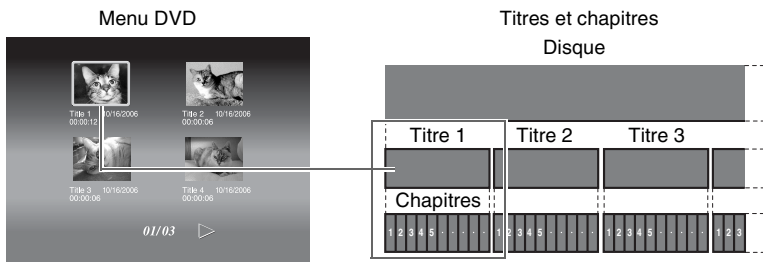 Menu DVD
Title 1 10/16/2006
00:00:12
Title 2 10/16/2006
00:00:06
Title 3 10/16/2006
00:00:06
Title 4 10/16/2006
00:00:06
01/03
Titres et chapitres
Disque
Titre 1 Titre 2 Titre 3
Chapitres
1 2 3 4 5 · · · · · 1 2 3 4 5 · · · · · 1 2 3 4 5 · · · · · 1 2 3